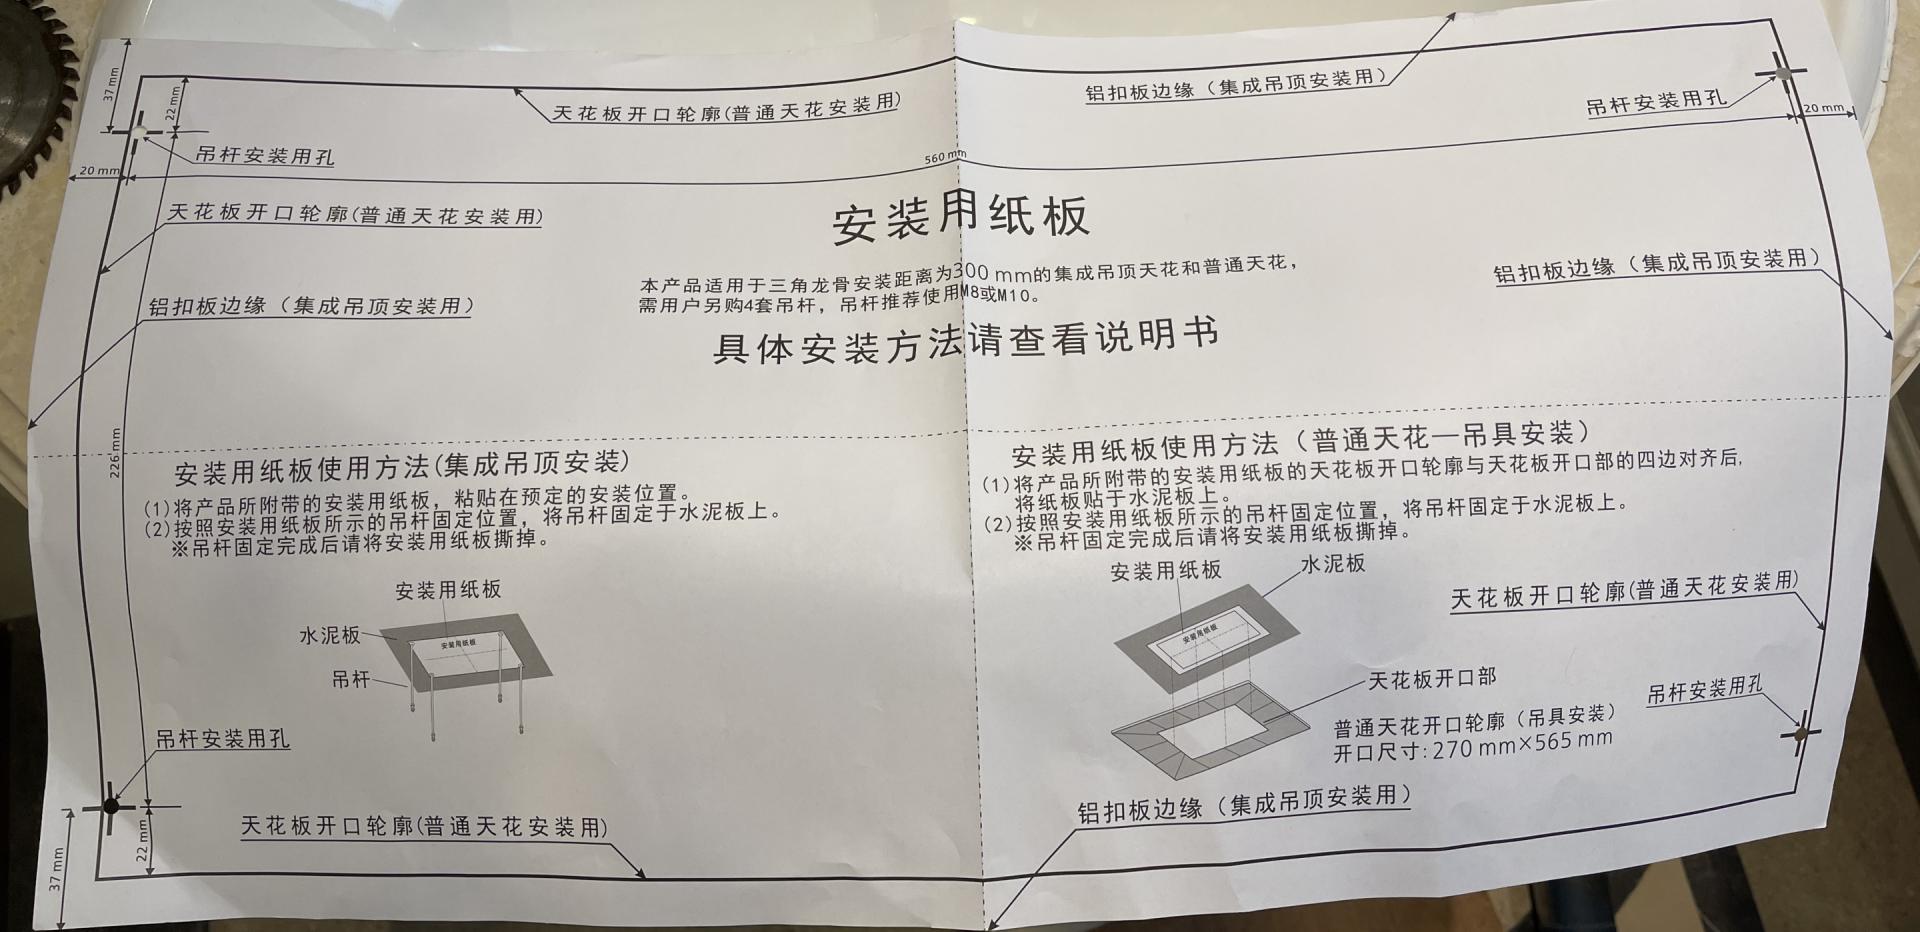 37 mm
22 mm
天花板开口轮廓(普通天花安装用)
铝扣板边缘（集成吊顶安装用）
吊杆安装用孔
20 mm
吊杆安装用孔
20 mm
560 mm
天花板开口轮廓(普通天花安装用)
安装用纸板
本产品适用于三角龙骨安装距离为300 mm的集成吊顶天花和普通天花，
需用户另购4套吊杆，吊杆推荐使用M8或M10。
铝扣板边缘（集成吊顶安装用）
铝扣板边缘（集成吊顶安装用）
具体安装方法请查看说明书
226 mm
安装用纸板使用方法(集成吊顶安装)
(1)将产品所附带的安装用纸板，粘贴在预定的安装位置。
(2)按照安装用纸板所示的吊杆固定位置，将吊杆固定于水泥板上。
※吊杆固定完成后请将安装用纸板撕掉。
安装用纸板
水泥板
安装用纸板
吊杆
安装用纸板使用方法（普通天花—吊具安装）
(1)将产品所附带的安装用纸板的天花板开口轮廓与天花板开口部的四边对齐后,
将纸板贴于水泥板上。
(2)按照安装用纸板所示的吊杆固定位置，将吊杆固定于水泥板上。
※吊杆固定完成后请将安装用纸板撕掉。
安装用纸板
水泥板
安装用纸板
天花板开口轮廓(普通天花安装用)
天花板开口部
吊杆安装用孔
普通天花开口轮廓（吊具安装）
开口尺寸:270 mm×565 mm
吊杆安装用孔
天花板开口轮廓(普通天花安装用)
铝扣板边缘（集成吊顶安装用）
22 mm
37 mm